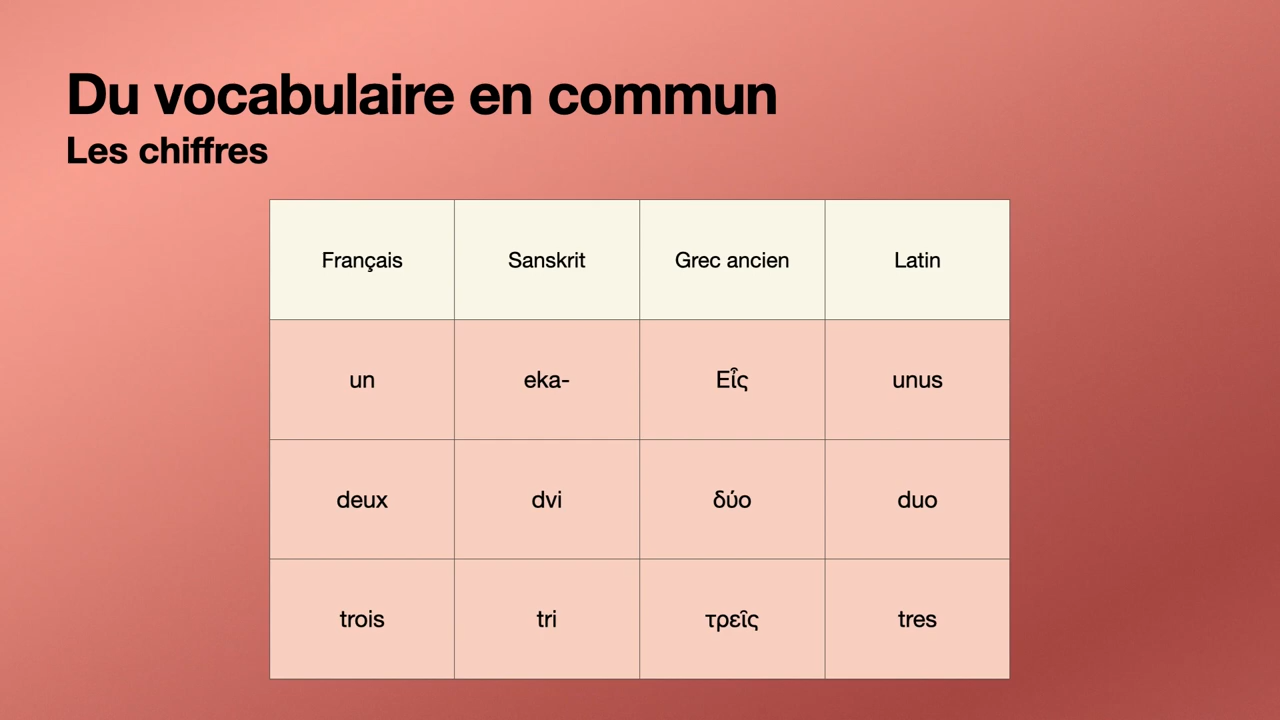 Du vocabulaire en commun
Les chiffres
Français Sanskrit Grec ancien Latin
un eka- Εἷς unus
deux dvi δύο duo
trois tri τρεῖς tres